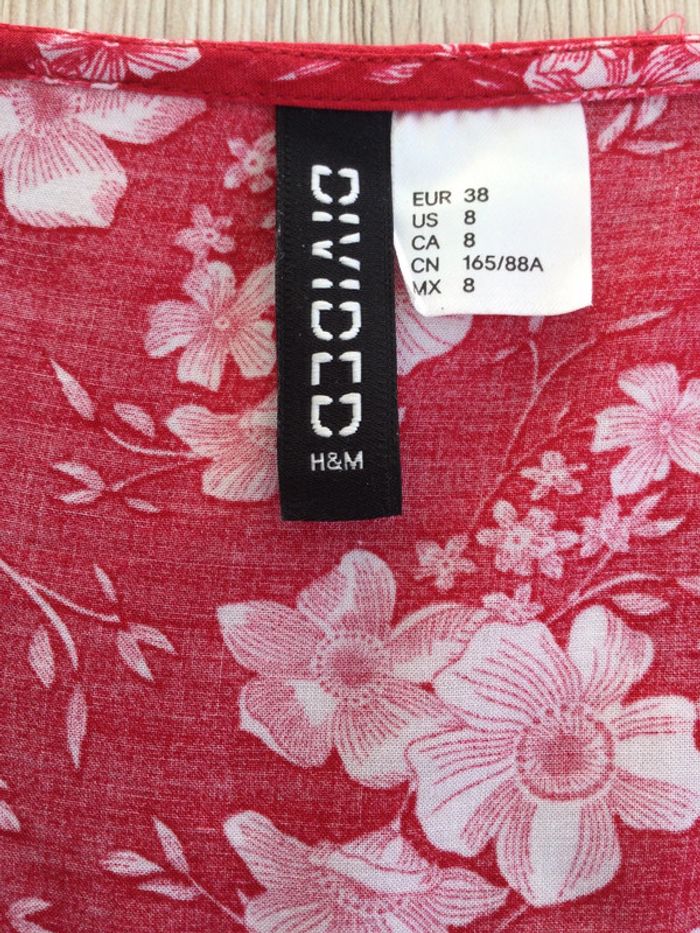 DIVIDED
H&M
EUR 38
US 8
CA 8
CN 165/88A
MX 8